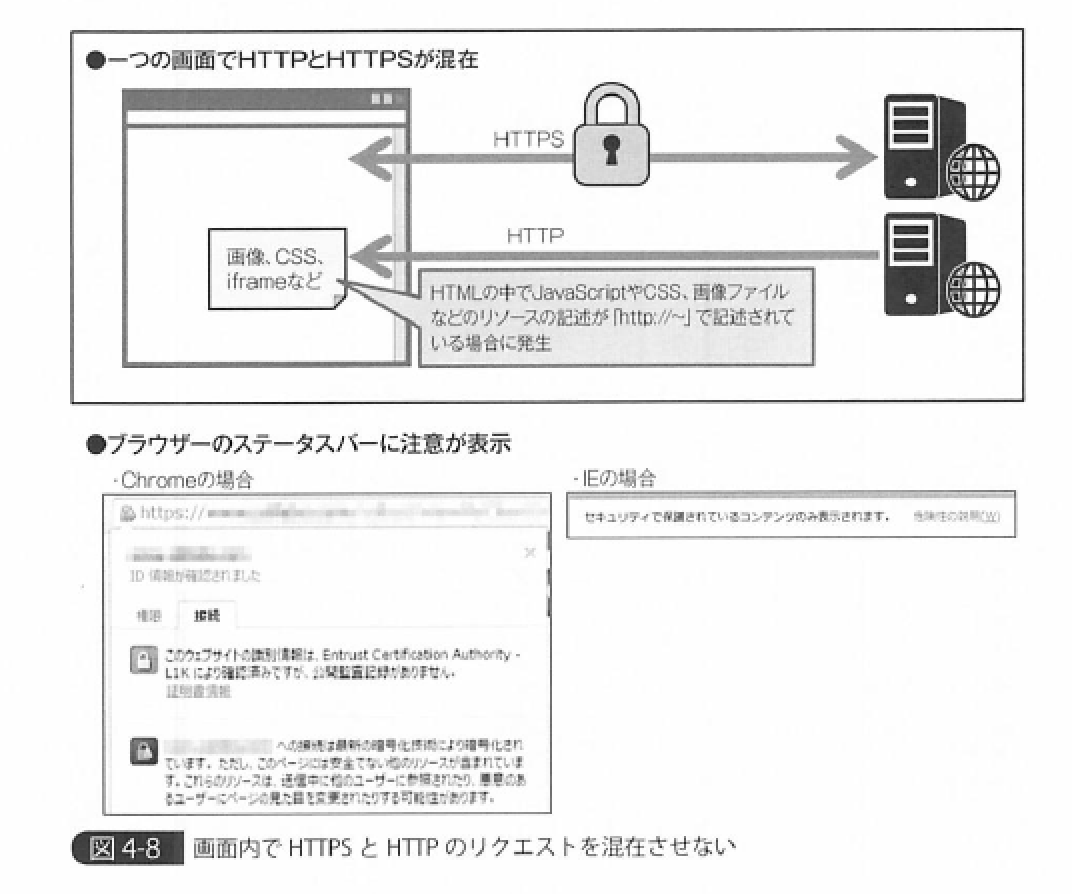 ●一つの画面でHTTPとHTTPSが混在
HTTPS
HTTP
画像、CSS、
iframeなど
HTMLの中でJavaScriptやCSS、画像ファイル
などのリソースの記述が「http://~」で記述されて
いる場合に発生
●ブラウザーのステータスバーに注意が表示
・Chromeの場合
https://
ID 情報が確認されました
権限 接続
このウェブサイトの識別情報は、Entrust Certification Authority -
L1K により確認済みですが、公開監査記録がありません。
証明書情報
への接続は最新の暗号化技術により暗号化され
ています。ただし、このページには安全でない他のリソースが含まれていま
す。これらのリソースは、送信中に他のユーザーに参照されたり、悪意のあ
るユーザーにページの見た目を変更されたりする可能性があります。
・IEの場合
セキュリティで保護されているコンテンツのみ表示されます。 危険性の説明(W)
図 4-8 画面内で HTTPS と HTTP のリクエストを混在させない